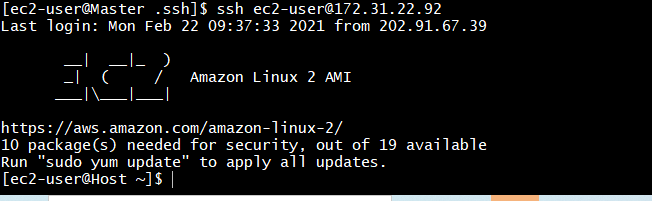 [ec2-user@Master .ssh]$ ssh ec2-user@172.31.22.92
Last login: Mon Feb 22 09:37:33 2021 from 202.91.67.39
       __|  __|_  )
       _|  (     /   Amazon Linux 2 AMI
      ___|\___|___|
https://aws.amazon.com/amazon-linux-2/
10 package(s) needed for security, out of 19 available
Run "sudo yum update" to apply all updates.
[ec2-user@Host ~]$